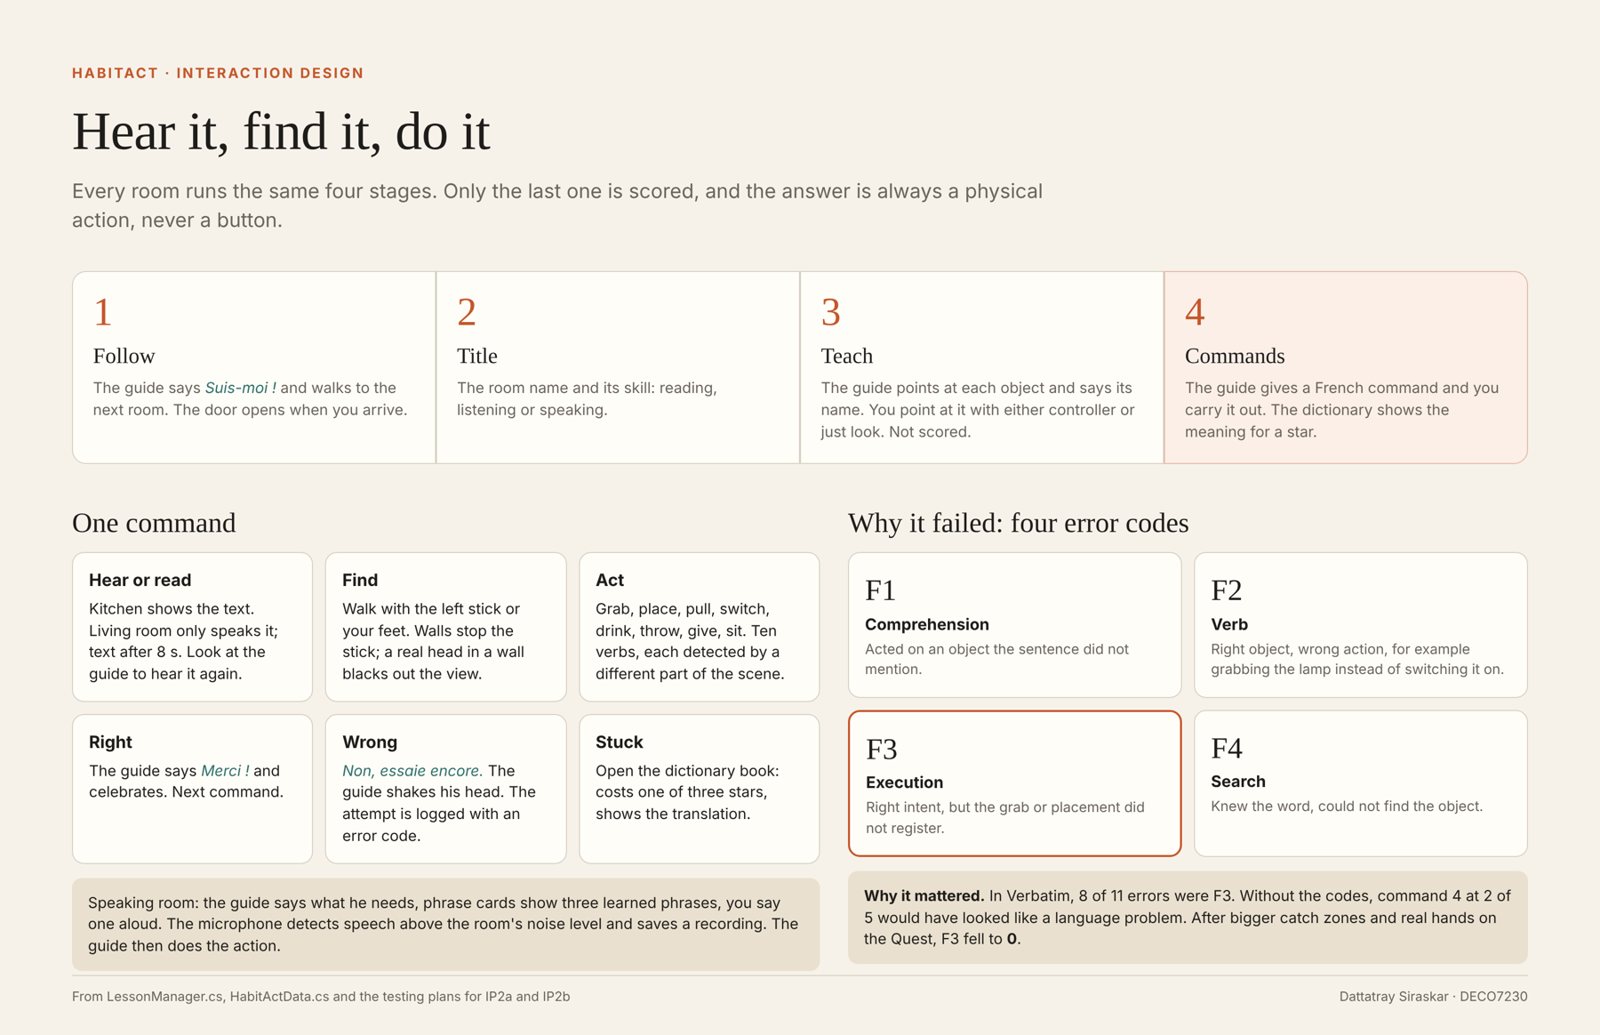 HABITACT · INTERACTION DESIGN
Hear it, find it, do it
Every room runs the same four stages. Only the last one is scored, and the answer is always a physical
action, never a button.
1
Follow
The guide says Suis-moi ! and walks to the
next room. The door opens when you arrive.
2
Title
The room name and its skill: reading,
listening or speaking.
3
Teach
The guide points at each object and says its
name. You point at it with either controller or
just look. Not scored.
4
Commands
The guide gives a French command and you
carry it out. The dictionary shows the
meaning for a star.
One command
Hear or read
Kitchen shows the text.
Living room only speaks it;
text after 8 s. Look at the
guide to hear it again.
Find
Walk with the left stick or
your feet. Walls stop the
stick; a real head in a wall
blacks out the view.
Act
Grab, place, pull, switch,
drink, throw, give, sit. Ten
verbs, each detected by a
different part of the scene.
Right
The guide says Merci ! and
celebrates. Next command.
Wrong
Non, essaie encore. The
guide shakes his head. The
attempt is logged with an
error code.
Stuck
Open the dictionary book:
costs one of three stars,
shows the translation.
Speaking room: the guide says what he needs, phrase cards show three learned phrases, you say
one aloud. The microphone detects speech above the room's noise level and saves a recording. The
guide then does the action.
Why it failed: four error codes
F1
Comprehension
Acted on an object the sentence did not
mention.
F2
Verb
Right object, wrong action, for example
grabbing the lamp instead of switching it on.
F3
Execution
Right intent, but the grab or placement did
not register.
F4
Search
Knew the word, could not find the object.
Why it mattered. In Verbatim, 8 of 11 errors were F3. Without the codes, command 4 at 2 of
5 would have looked like a language problem. After bigger catch zones and real hands on
the Quest, F3 fell to 0.
From LessonManager.cs, HabitActData.cs and the testing plans for IP2a and IP2b
Dattatray Siraskar · DECO7230